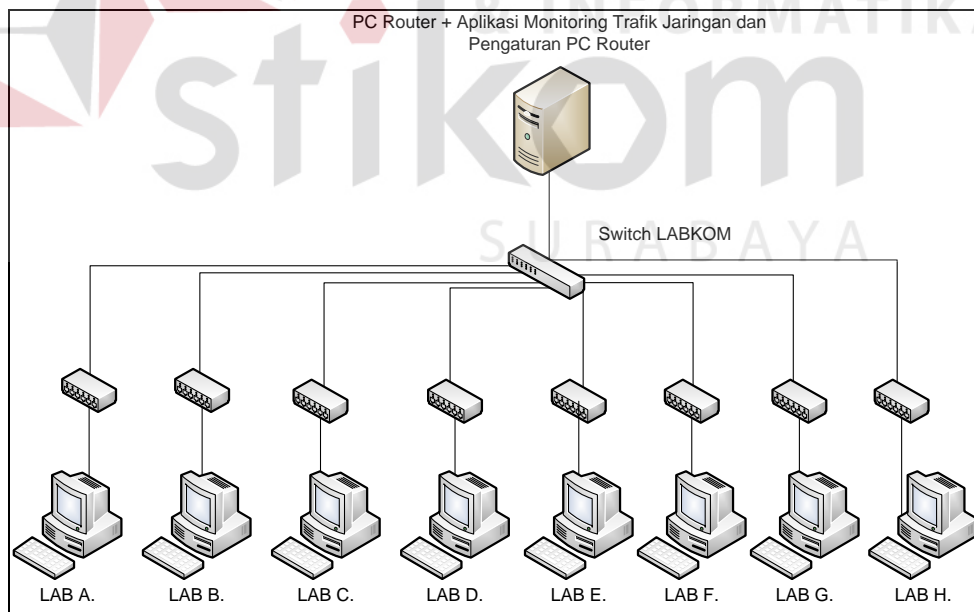 & INFORMATIKA
PC Router + Aplikasi Monitoring Trafik Jaringan dan
Pengaturan PC Router
stikom
SURABAYA
Switch LABKOM
LAB A.
LAB B.
LAB C.
LAB D.
LAB E.
LAB F.
LAB G.
LAB H.